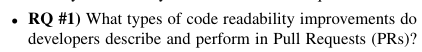 • RQ #1) What types of code readability improvements do
developers describe and perform in Pull Requests (PRs)?